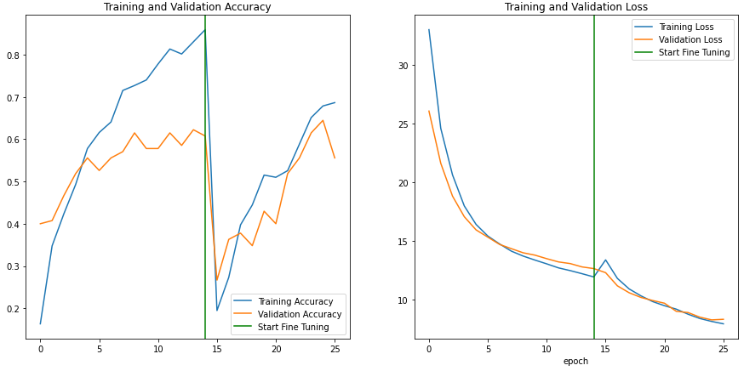 Training and Validation Accuracy
0.8
0.7
0.6
0.5
0.4
0.3
0.2
0 5 10 15 20 25
Training Accuracy
Validation Accuracy
Start Fine Tuning
Training and Validation Loss
Training Loss
Validation Loss
Start Fine Tuning
30
25
20
15
10
0 5 10 15 20 25
epoch